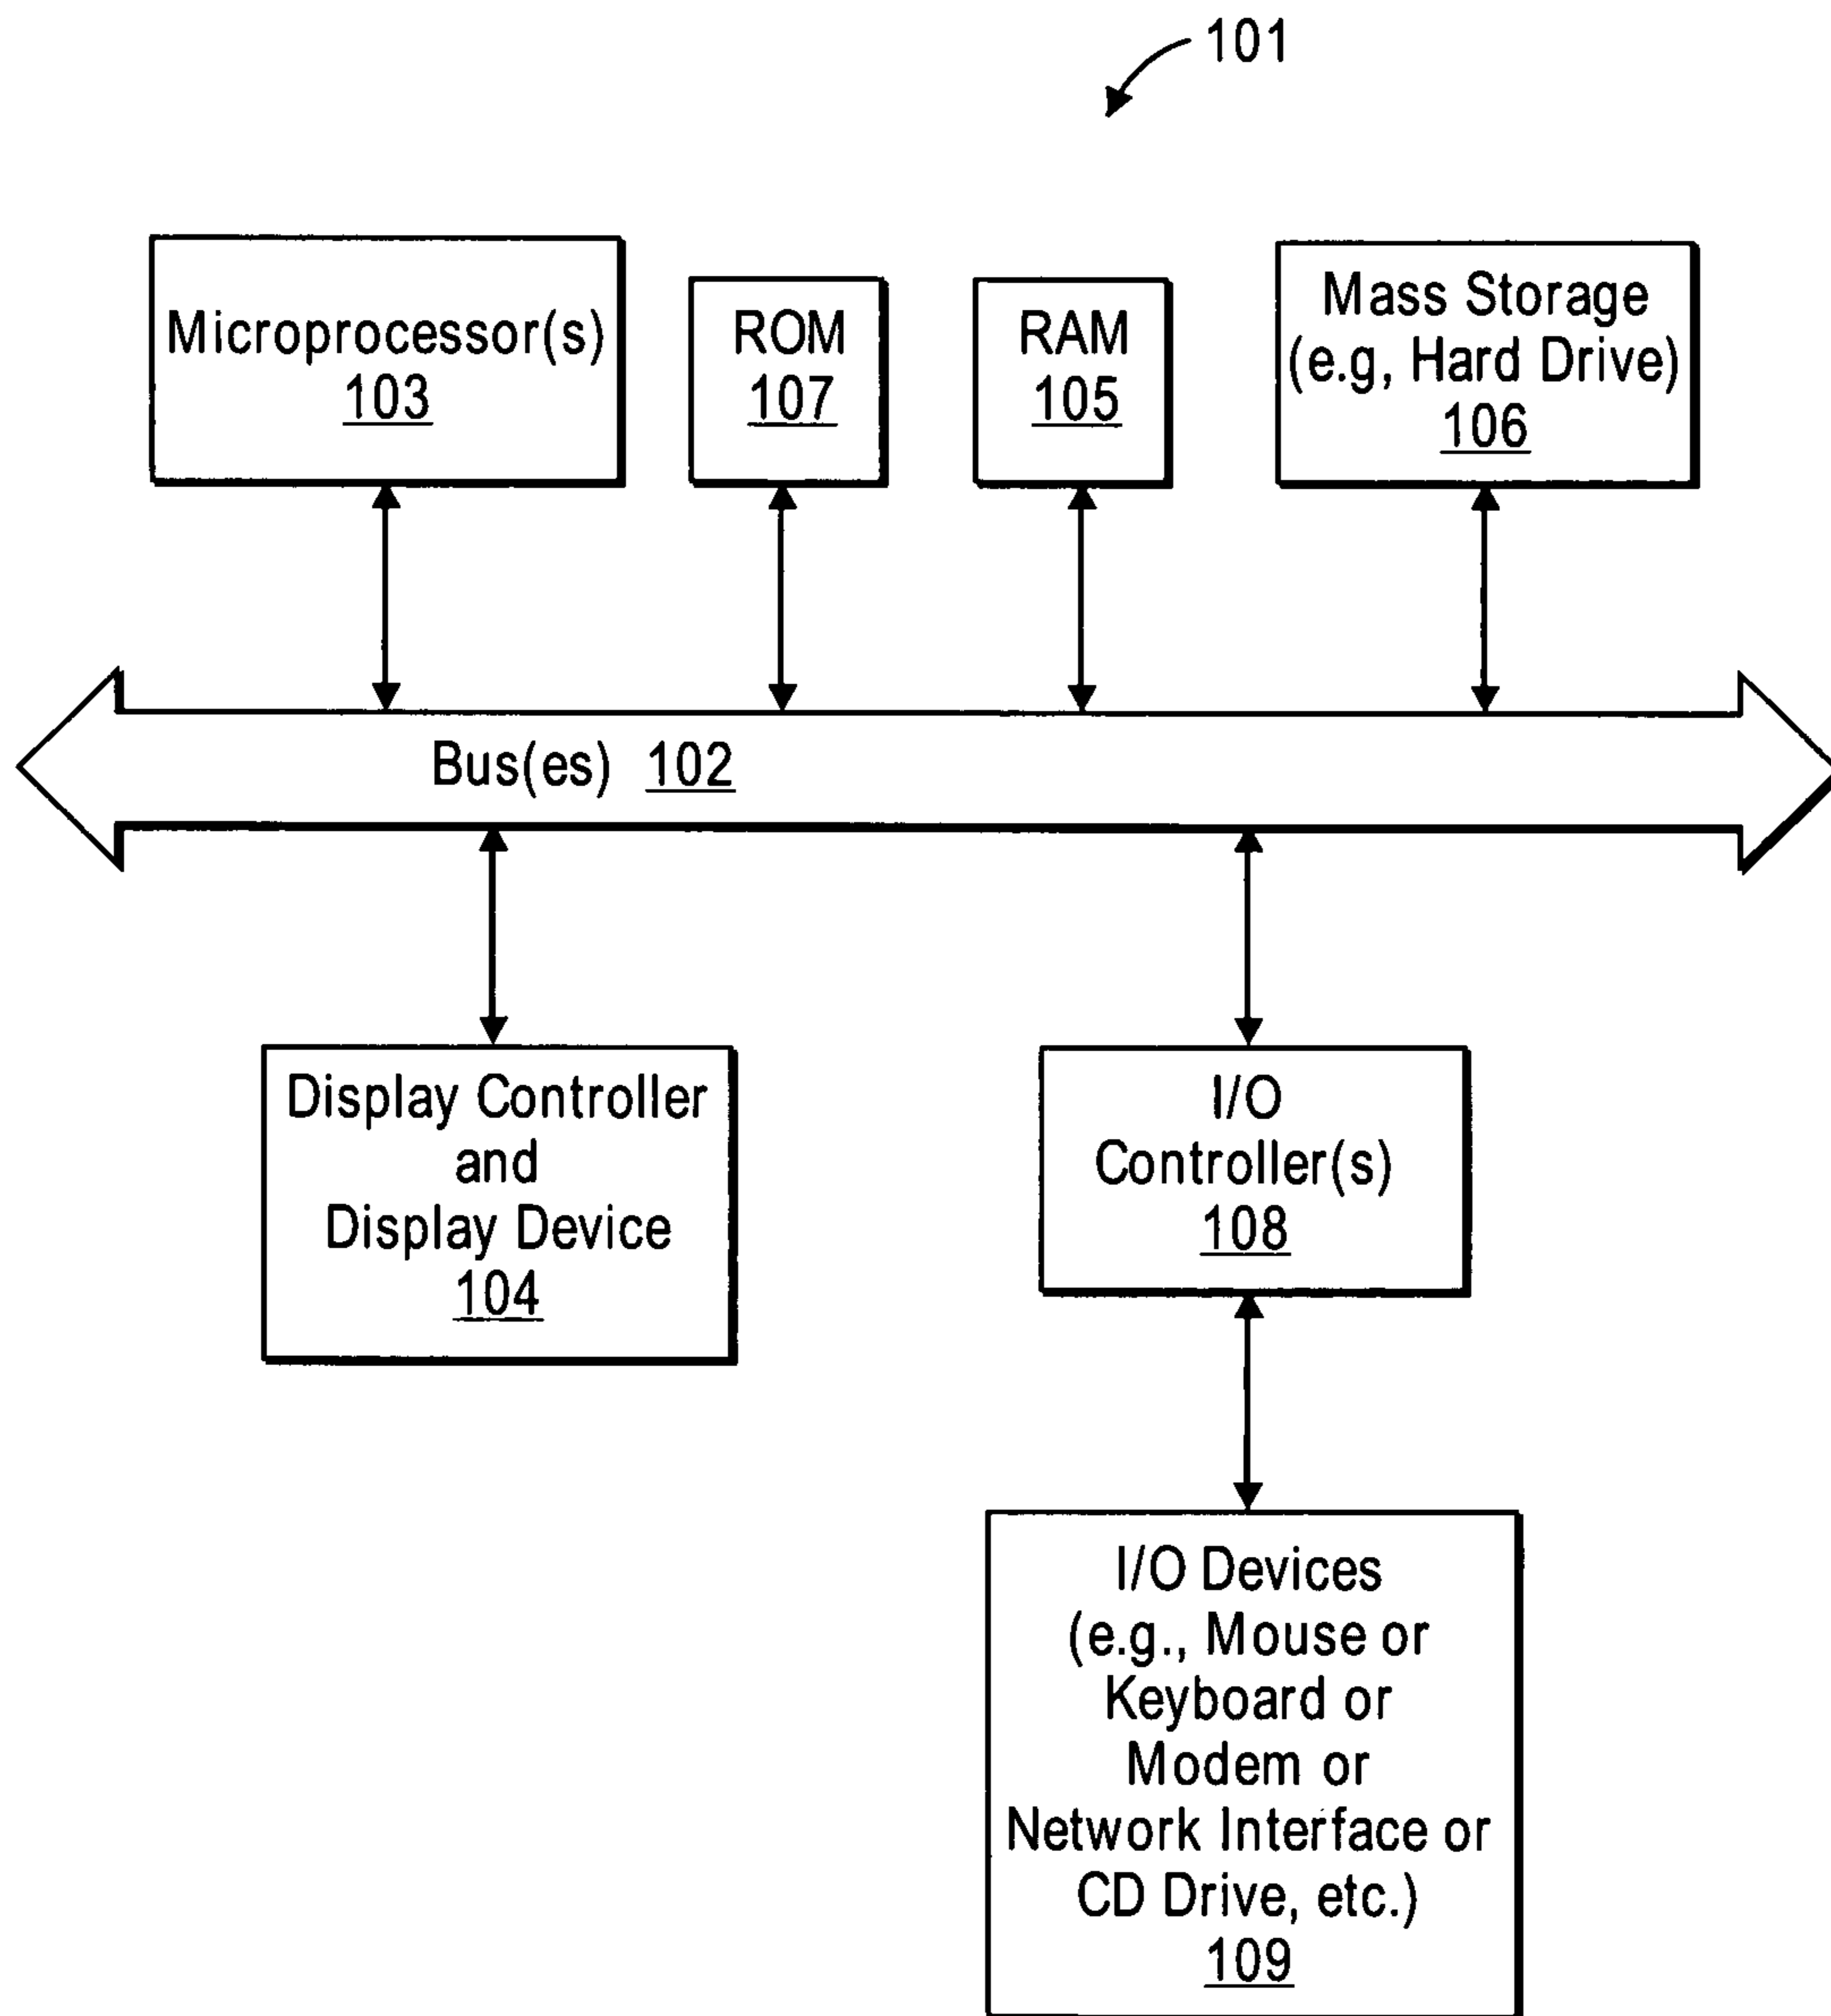 101
Microprocessor(s)
103
ROM
107
RAM
105
Mass Storage
(e.g, Hard Drive)
106
Bus(es) 102
Display Controller
and
Display Device
104
I/O
Controller(s)
108
I/O Devices
(e.g., Mouse or
Keyboard or
Modem or
Network Interface or
CD Drive, etc.)
109